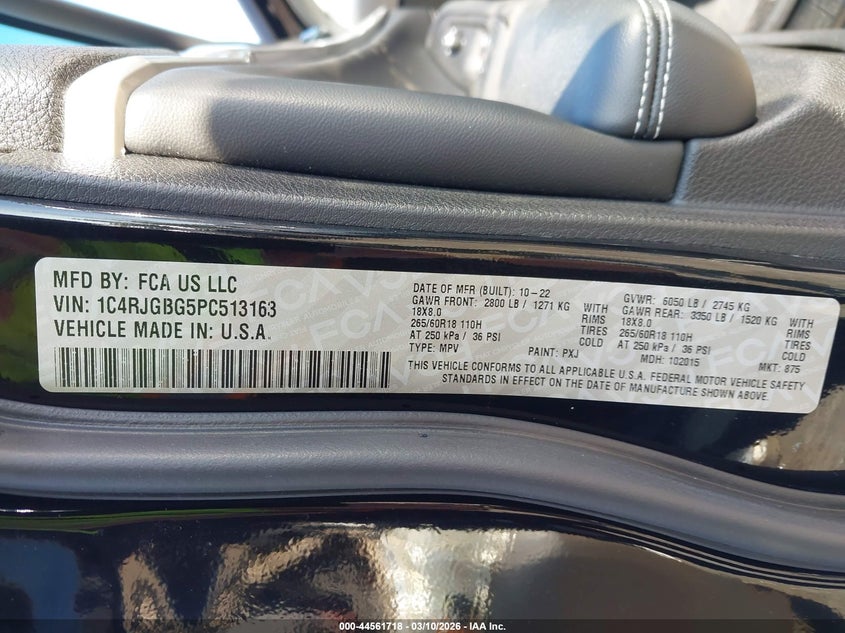 MFD BY: FCA US LLC
VIN: 1C4RJGBG5PC513163
VEHICLE MADE IN: U.S.A.
DATE OF MFR (BUILT): 10-22
GAWR FRONT: 2800 LB / 1271 KG WITH
18X8.0 RIMS
265/60R18 110H TIRES
AT 250 kPa / 36 PSI COLD
TYPE: MPV PAINT: PXJ
GVWR: 6050 LB / 2745 KG
GAWR REAR: 3350 LB / 1520 KG WITH
18X8.0 RIMS
265/60R18 110H TIRES
AT 250 kPa / 36 PSI COLD
MDH: 102015 MKT: 875
THIS VEHICLE CONFORMS TO ALL APPLICABLE U.S.A. FEDERAL MOTOR VEHICLE SAFETY
STANDARDS IN EFFECT ON THE DATE OF MANUFACTURE SHOWN ABOVE.
000-44561718 - 03/10/2026 - IAA Inc.